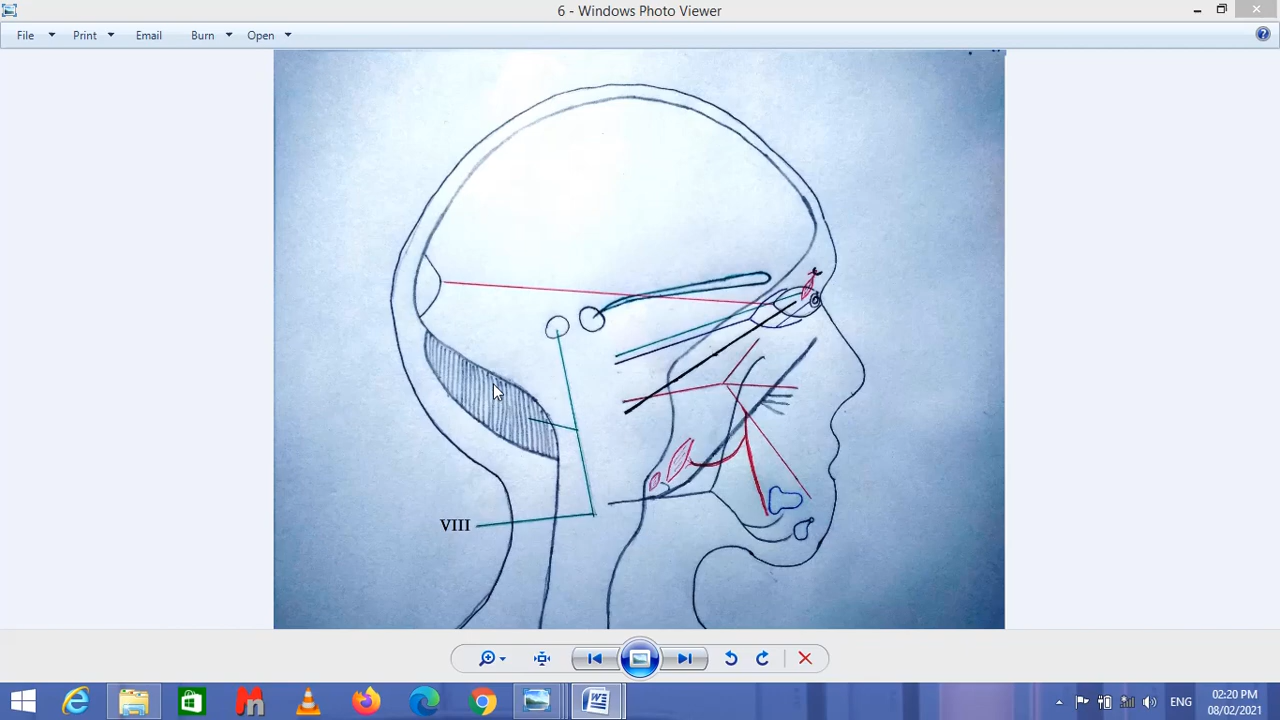 6 - Windows Photo Viewer
File Print Email Burn Open
VIII
ENG
02:20 PM
08/02/2021